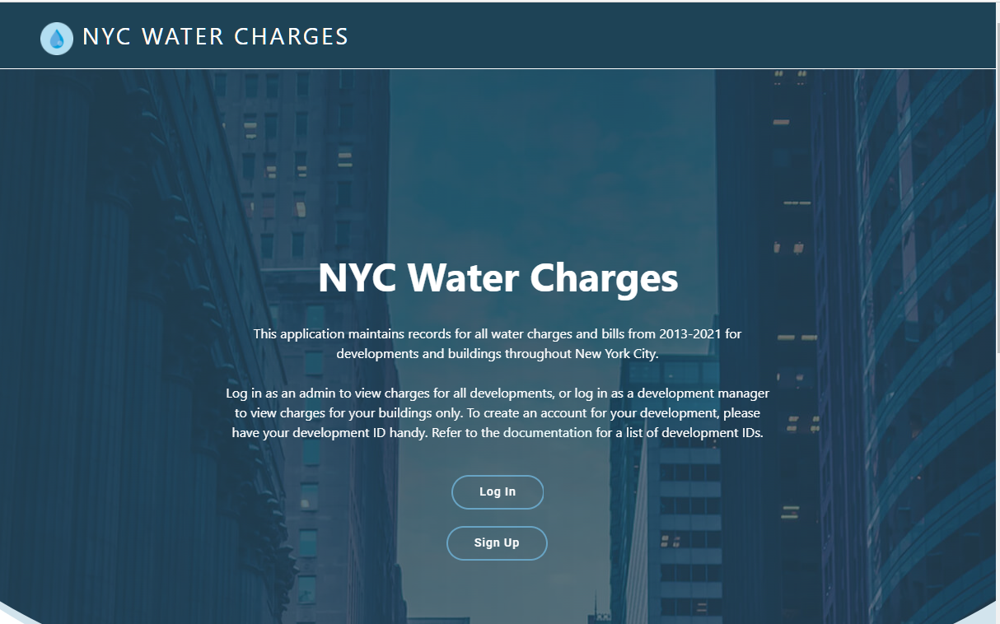 NYC WATER CHARGES
NYC Water Charges
This application maintains records for all water charges and bills from 2013-2021 for
developments and buildings throughout New York City.
Log in as an admin to view charges for all developments, or log in as a development manager
to view charges for your buildings only. To create an account for your development, please
have your development ID handy. Refer to the documentation for a list of development IDs.
Log In
Sign Up